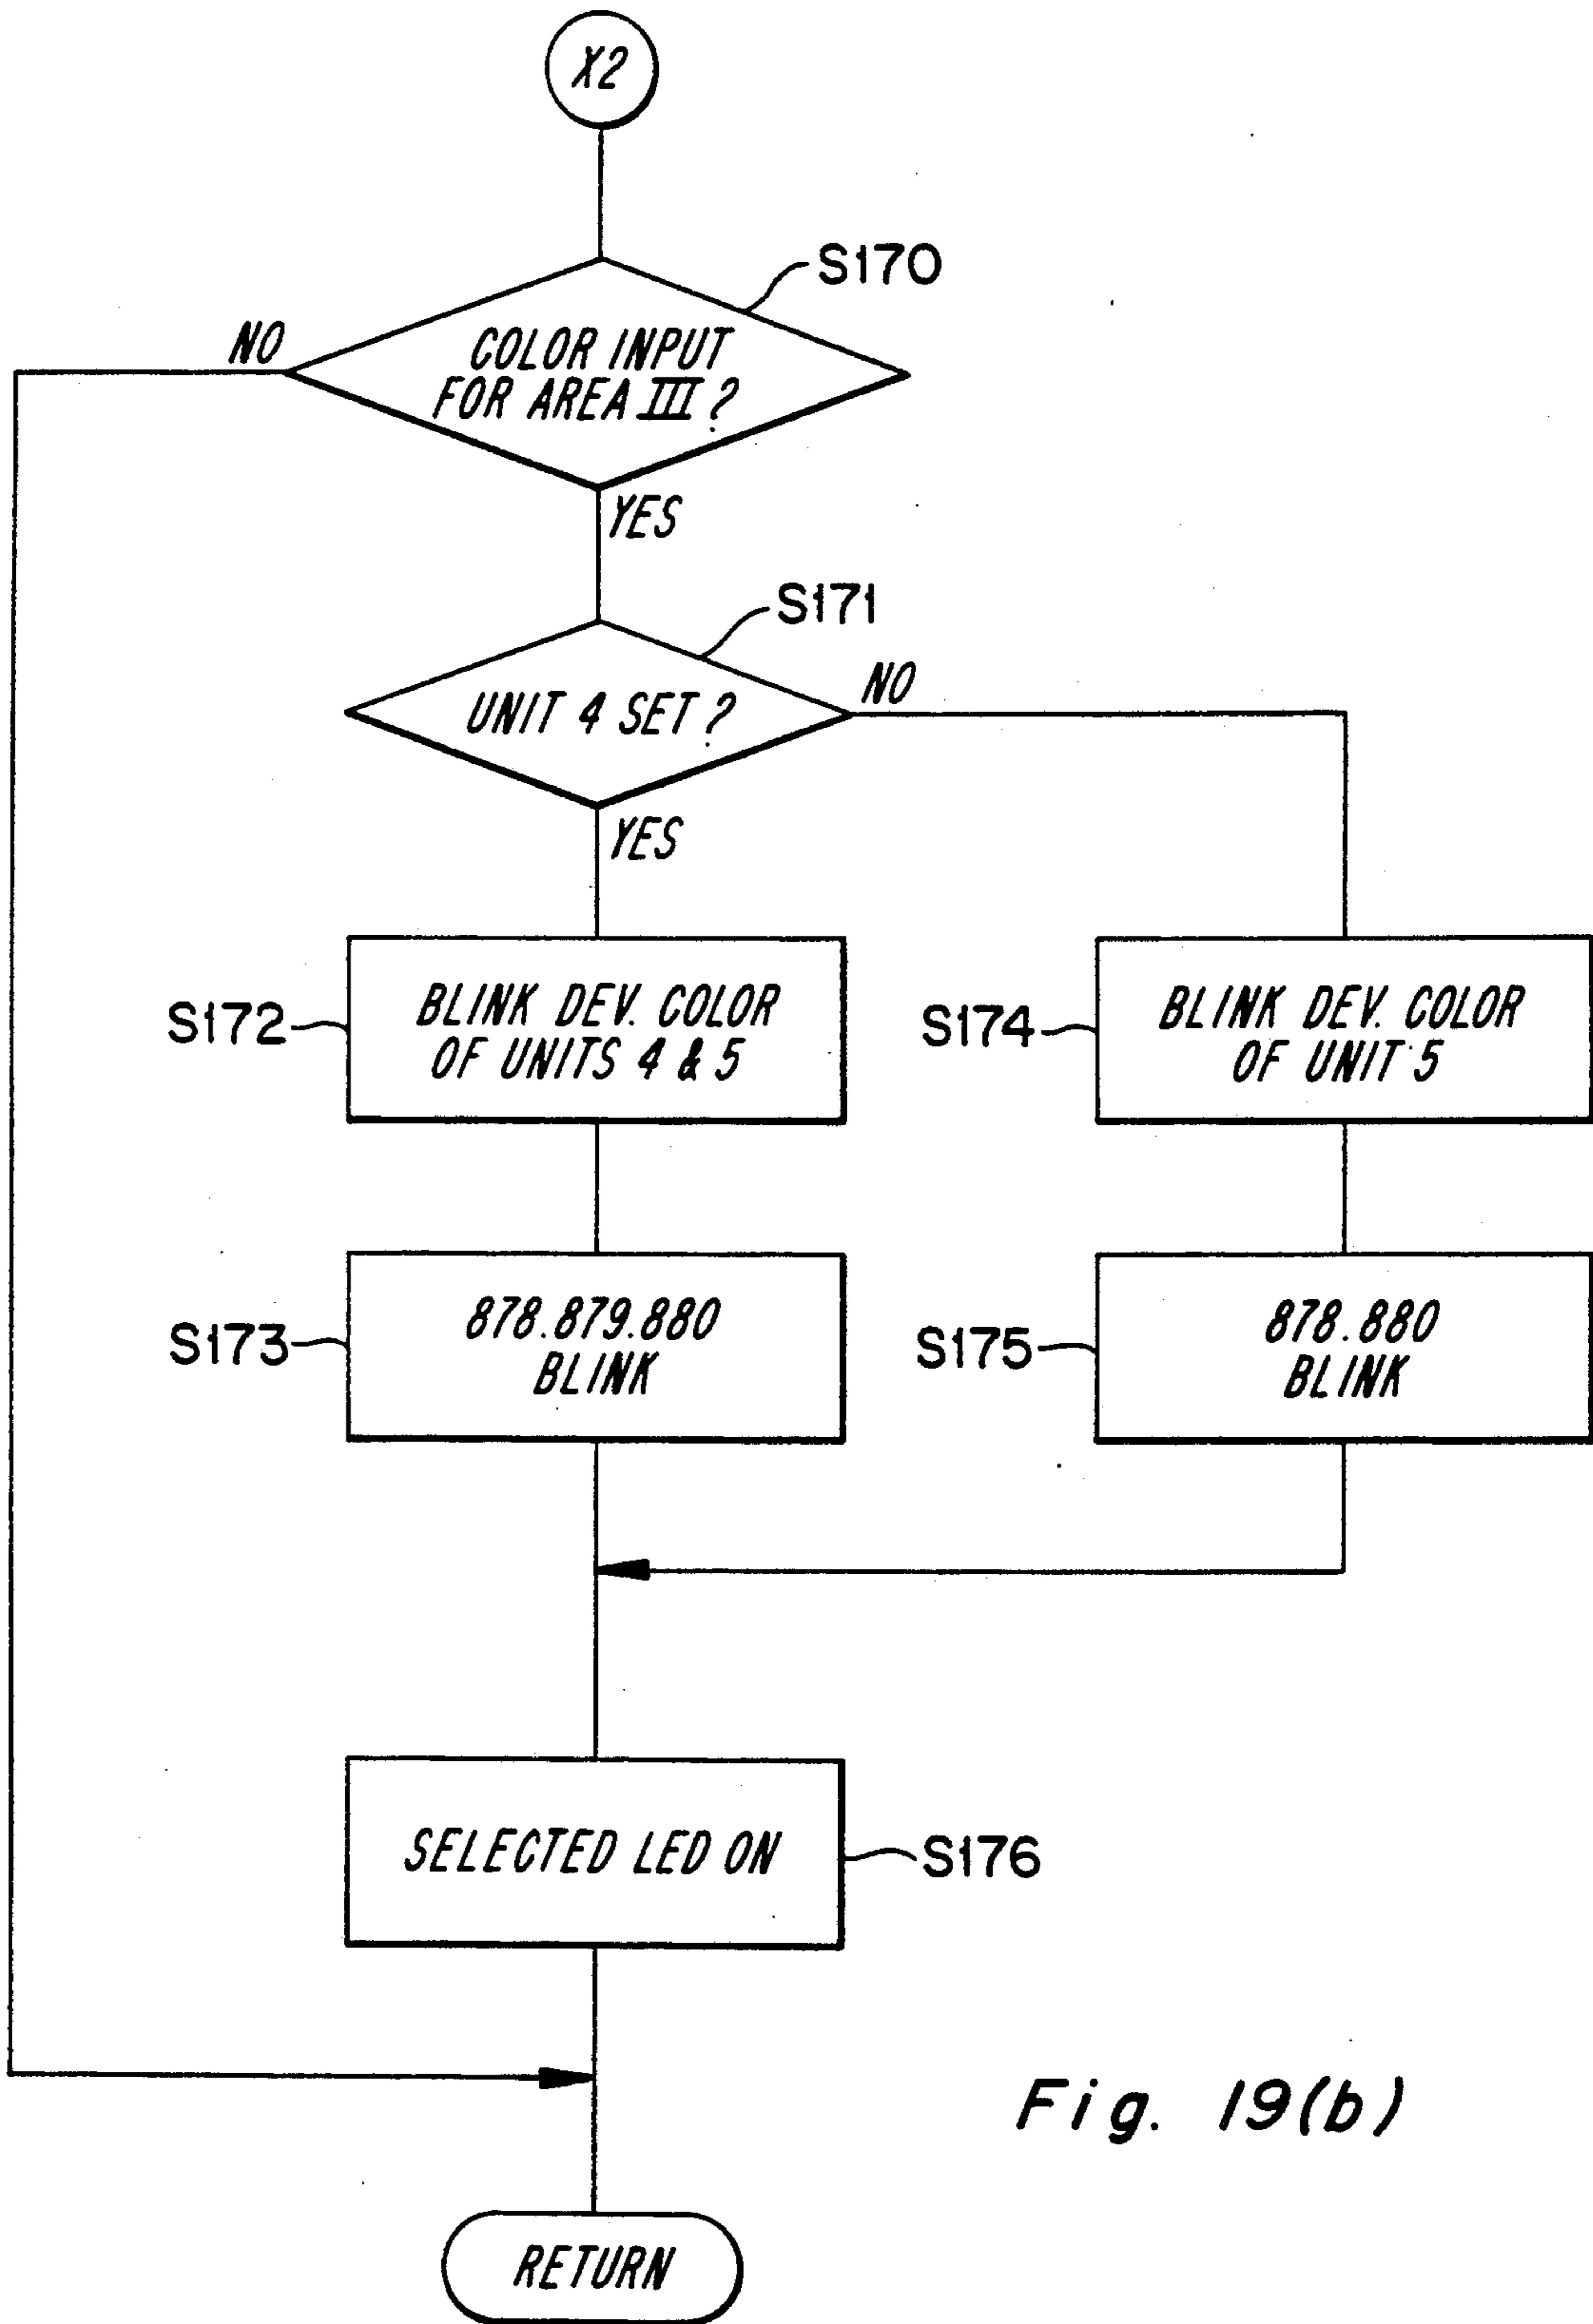 X2
S170
NO
COLOR INPUT
FOR AREA III ?
YES
S171
NO
UNIT 4 SET ?
YES
S172
BLINK DEV. COLOR
OF UNITS 4 & 5
S174
BLINK DEV. COLOR
OF UNIT 5
S173
878.879.880
BLINK
S175
878.880
BLINK
SELECTED LED ON
S176
Fig. 19(b)
RETURN